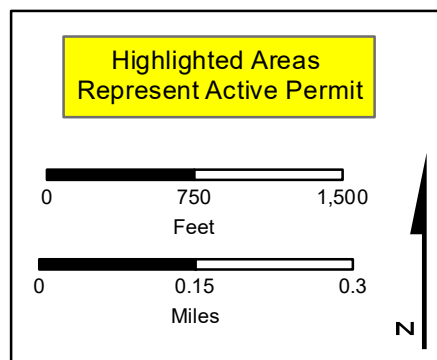 Highlighted Areas
Represent Active Permit
0 750 1,500
Feet
0 0.15 0.3
Miles
N